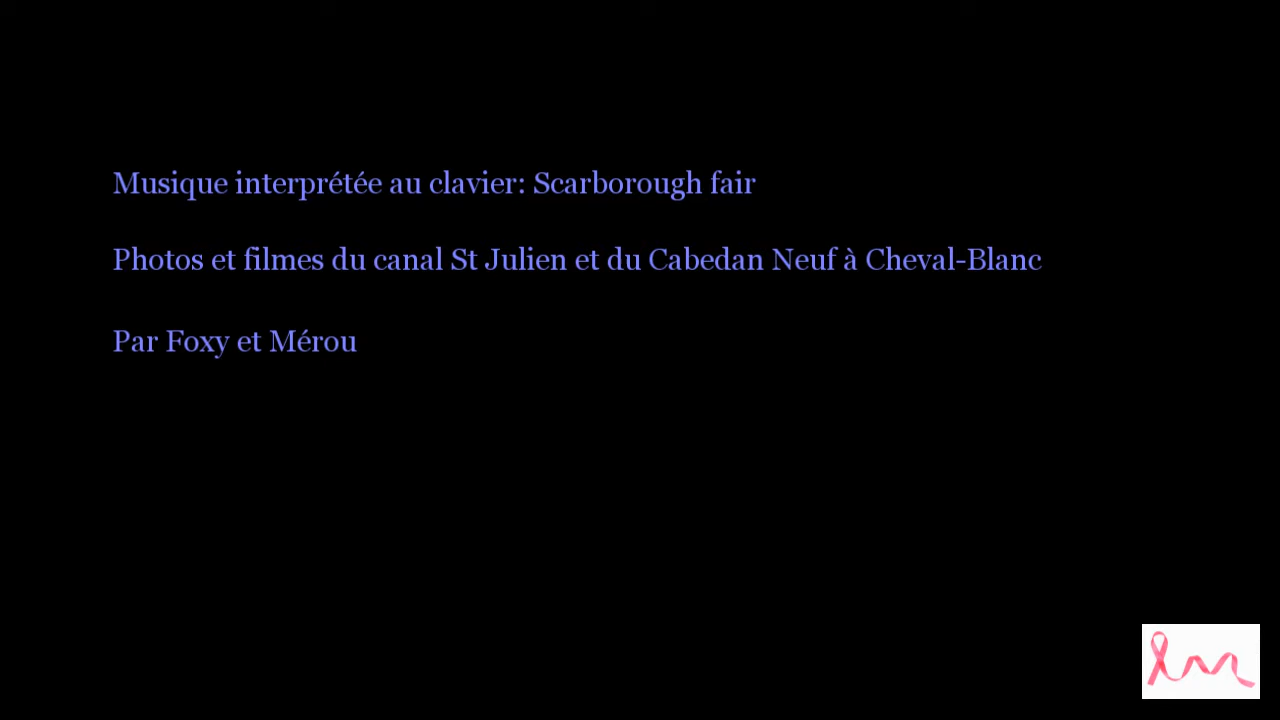 Musique interprétée au clavier: Scarborough fair
Photos et filmes du canal St Julien et du Cabedan Neuf à Cheval-Blanc
Par Foxy et Mérou